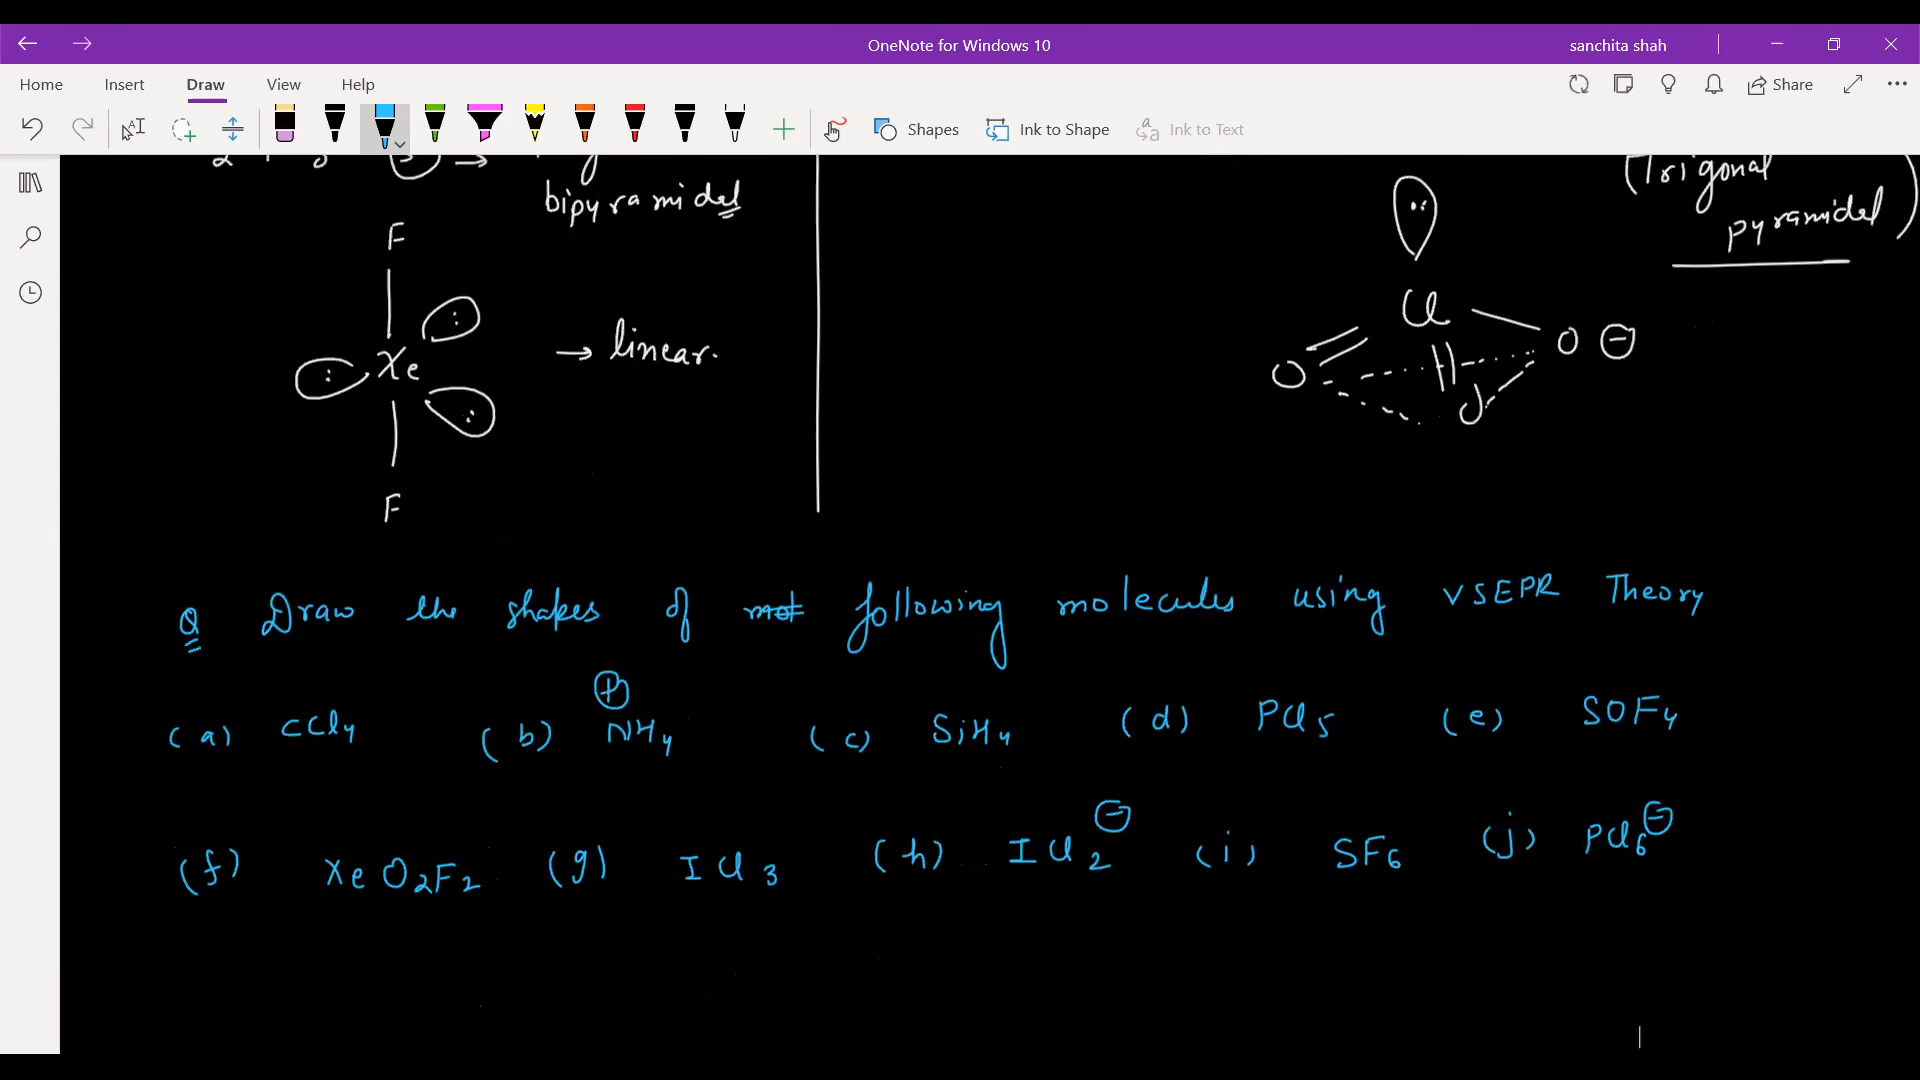 OneNote for Windows 10
sanchita shah
Home Insert Draw View Help
Share
Shapes Ink to Shape Ink to Text
bipyramidal
(Trigonal
pyramidal)
F
Xe
F
→ linear.
Cl
O O ⊖
O
Q Draw the shapes of following molecules using VSEPR Theory
(a) CCl4 (b) NH4 ⊕ (c) SiH4 (d) PCl5 (e) SOF4
(f) XeO2F2 (g) ICl3 (h) ICl2 ⊖ (i) SF6 (j) PCl6 ⊖